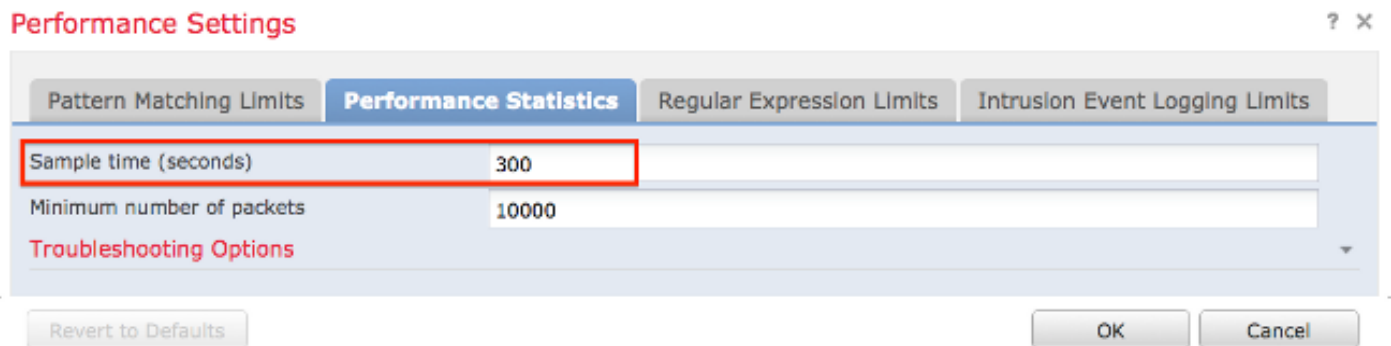 Performance Settings ? ×
Pattern Matching Limits Performance Statistics Regular Expression Limits Intrusion Event Logging Limits
Sample time (seconds) 300
Minimum number of packets 10000
Troubleshooting Options
Revert to Defaults OK Cancel